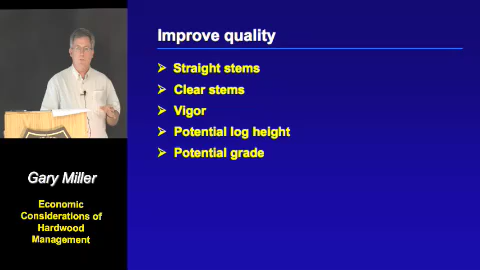 Improve quality
Straight stems
Clear stems
Vigor
Potential log height
Potential grade
Gary Miller
Economic
Considerations of
Hardwood
Management